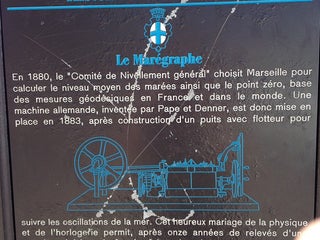 Le Marégraphe
En 1880, le "Comité de Nivellement général" choisit Marseille pour
calculer le niveau moyen des marées ainsi que le point zéro, base
des mesures géodésiques en France et dans le monde. Une
machine allemande, inventée par Pape et Denner, est donc mise en
place en 1883, après construction d'un puits avec flotteur pour
suivre les oscillations de la mer. Cet heureux mariage de la physique
et de l'horlogerie permit, après onze années de relevés d'un